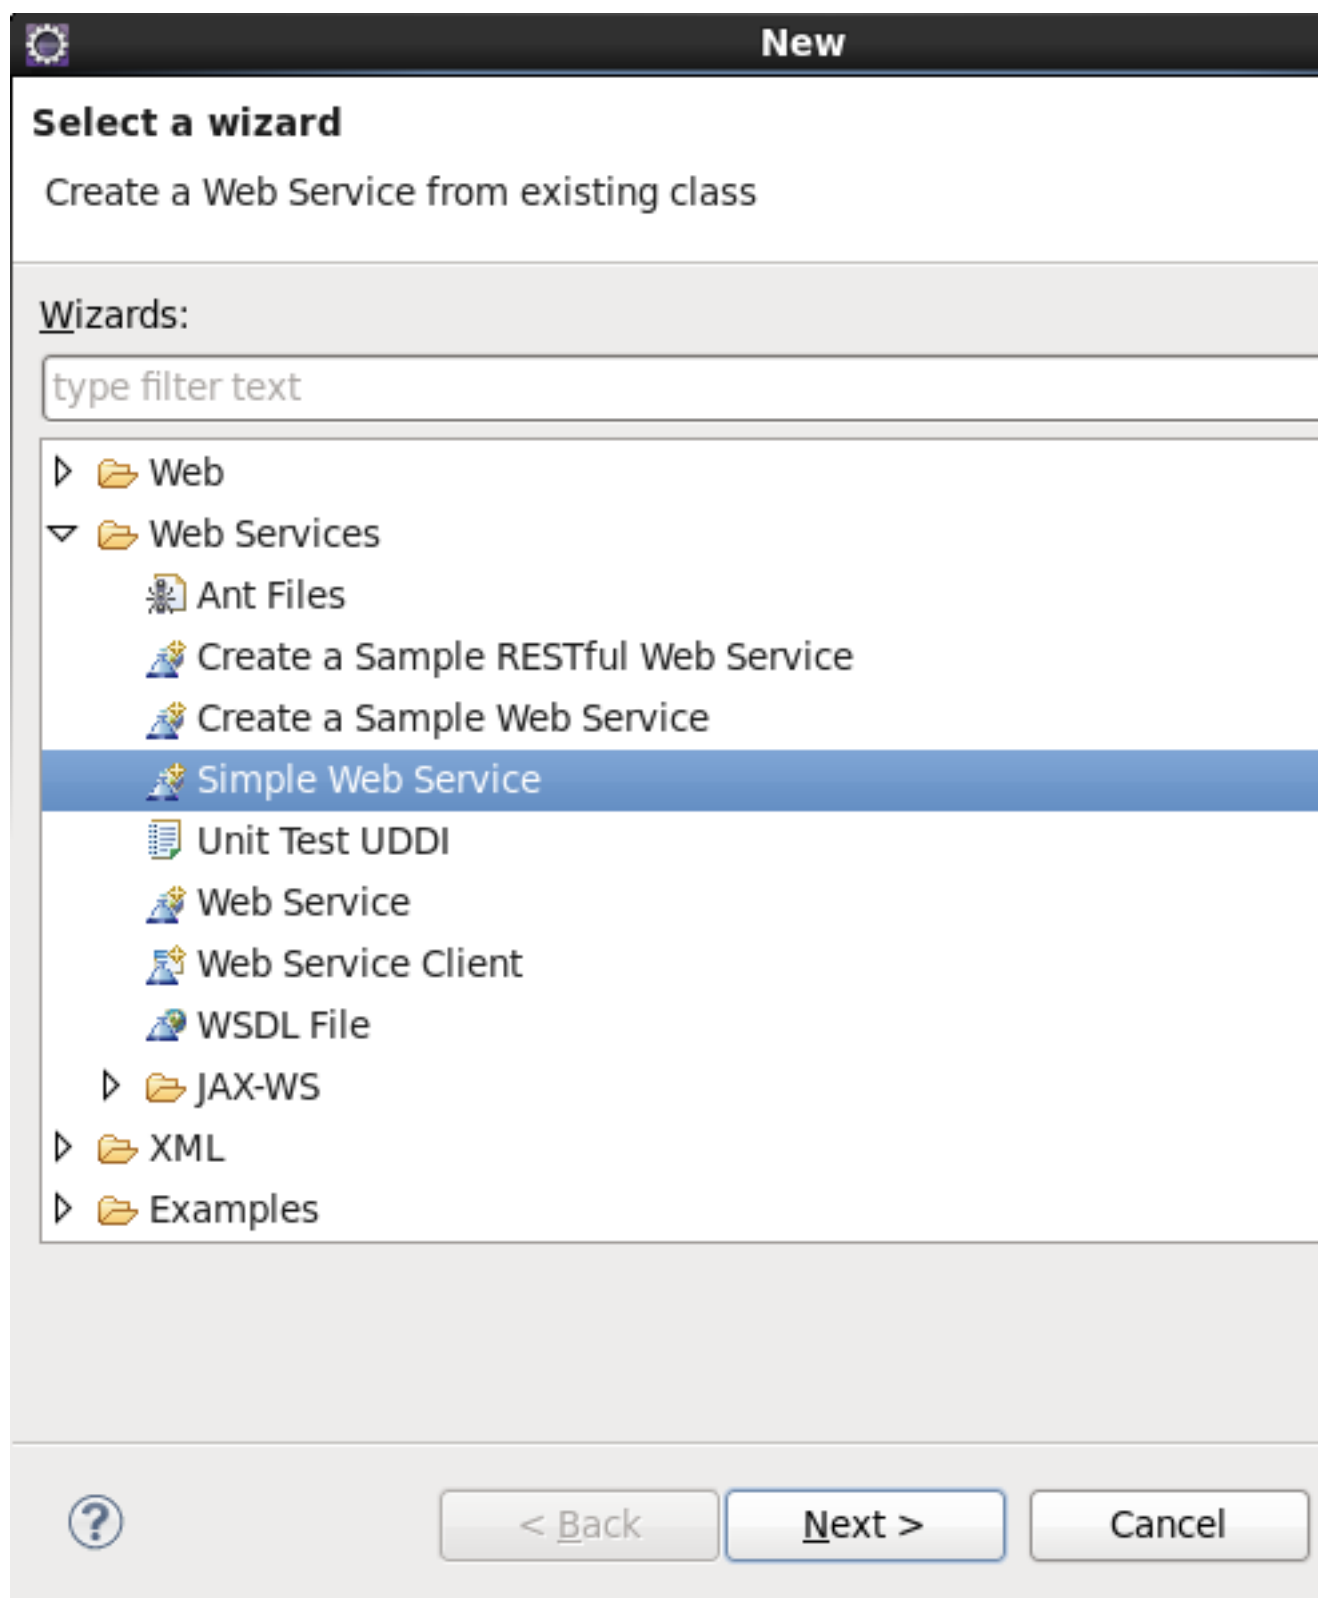 New
Select a wizard
Create a Web Service from existing class
Wizards:
type filter text
Web
Web Services
Ant Files
Create a Sample RESTful Web Service
Create a Sample Web Service
Simple Web Service
Unit Test UDDI
Web Service
Web Service Client
WSDL File
JAX-WS
XML
Examples
? < Back Next > Cancel